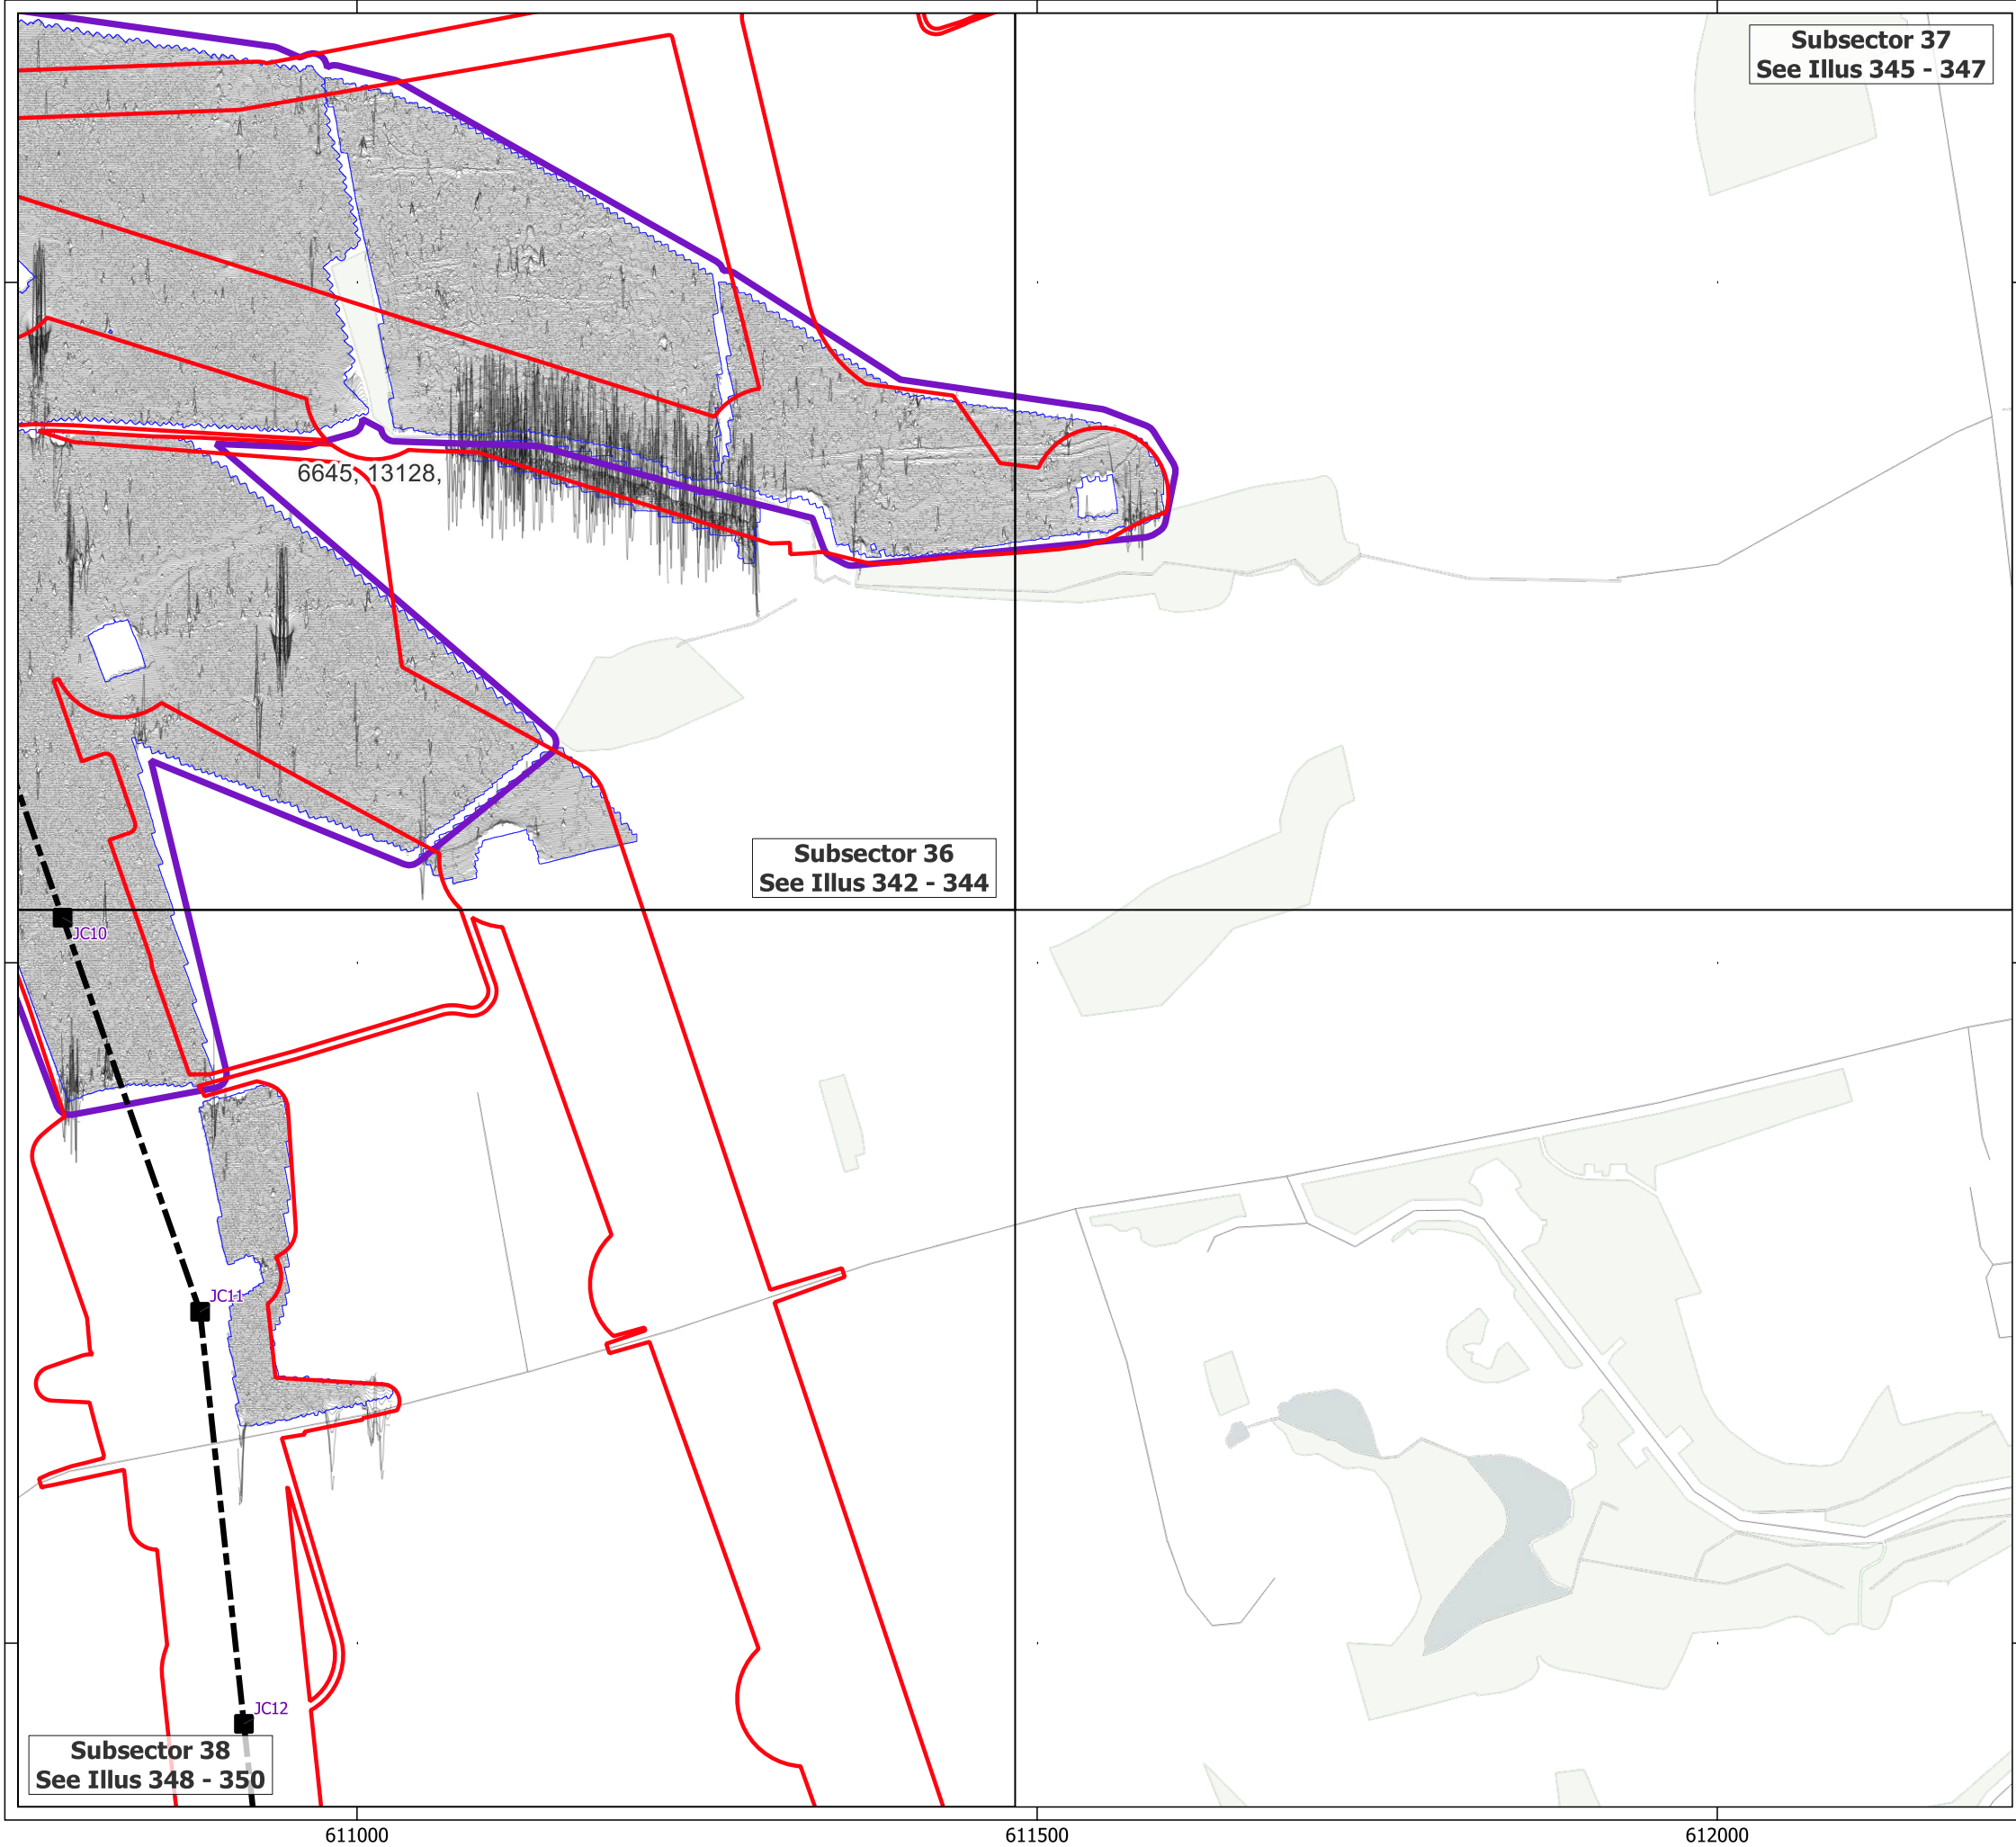 Subsector 37
See Illus 345 - 347
6645, 13128,
Subsector 36
See Illus 342 - 344
JC10
JC11
JC12
Subsector 38
See Illus 348 - 350
611000
611500
612000